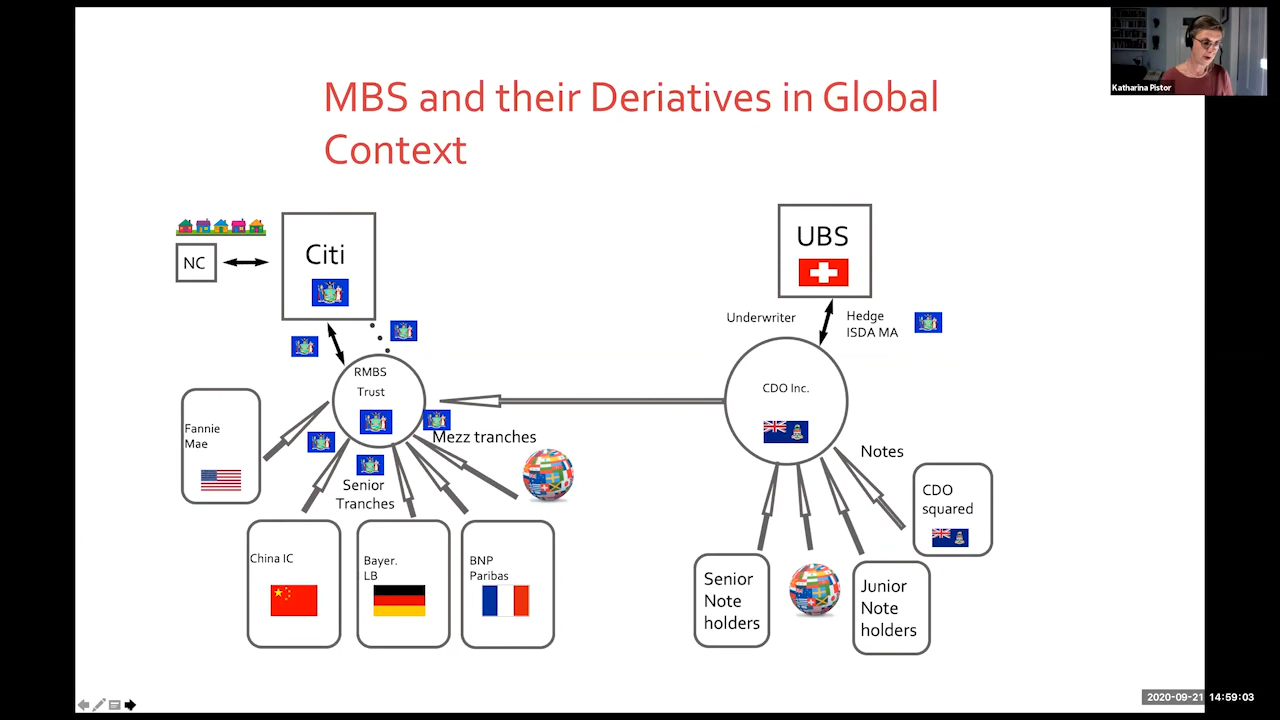 MBS and their Deriatives in Global
Context
Katharina Pistor
NC
Citi
UBS
Underwriter
Hedge
ISDA MA
RMBS
Trust
CDO Inc.
Fannie
Mae
Mezz tranches
Senior
Tranches
Notes
CDO
squared
China IC
Bayer.
LB
BNP
Paribas
Senior
Note
holders
Junior
Note
holders
2020-09-21 14:59:03